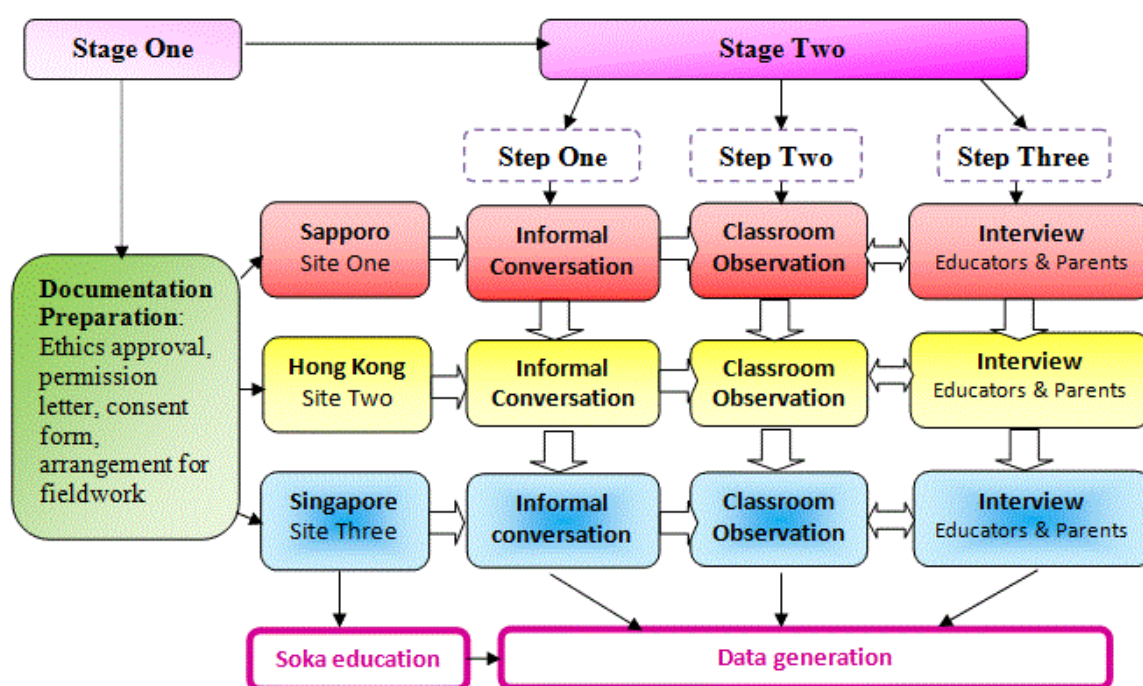 Stage One
Stage Two
Step One
Step Two
Step Three
Documentation
Preparation:
Ethics approval,
permission
letter, consent
form,
arrangement for
fieldwork
Sapporo
Site One
Informal
Conversation
Classroom
Observation
Interview
Educators & Parents
Hong Kong
Site Two
Informal
Conversation
Classroom
Observation
Interview
Educators & Parents
Singapore
Site Three
Informal
conversation
Classroom
Observation
Interview
Educators & Parents
Soka education
Data generation